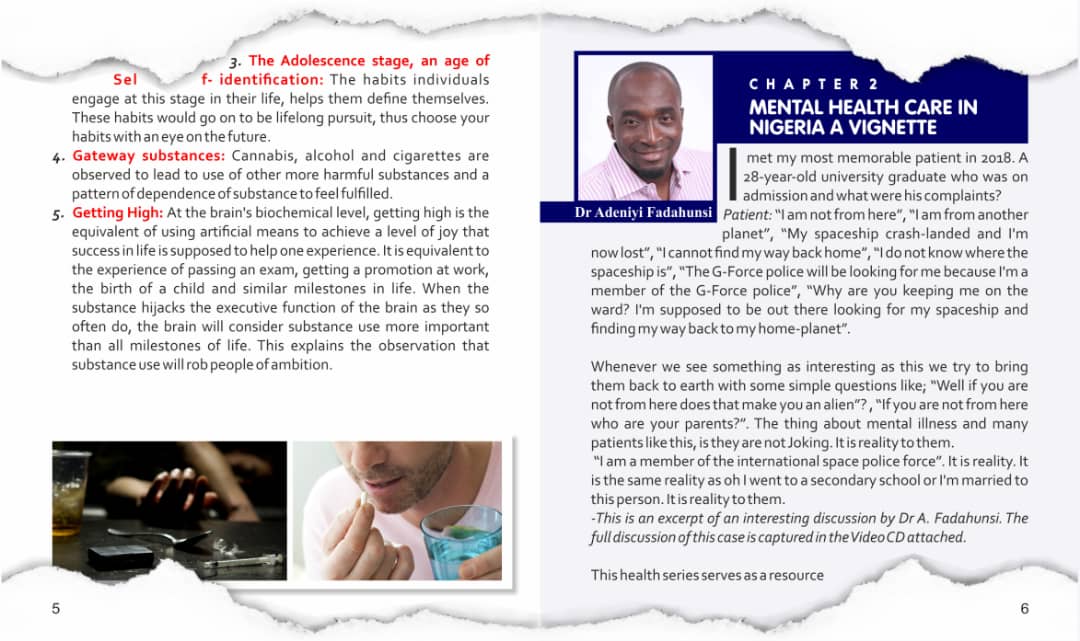 3. The Adolescence stage, an age of
Sel f- identification: The habits individuals
engage at this stage in their life, helps them define themselves.
These habits would go on to be lifelong pursuit, thus choose your
habits with an eye on the future.
4. Gateway substances: Cannabis, alcohol and cigarettes are
observed to lead to use of other more harmful substances and a
pattern of dependence of substance to feel fulfilled.
5. Getting High: At the brain's biochemical level, getting high is the
equivalent of using artificial means to achieve a level of joy that
success in life is supposed to help one experience. It is equivalent to
the experience of passing an exam, getting a promotion at work,
the birth of a child and similar milestones in life. When the
substance hijacks the executive function of the brain as they so
often do, the brain will consider substance use more important
than all milestones of life. This explains the observation that
substance use will rob people of ambition.
5
CHAPTER 2
MENTAL HEALTH CARE IN
NIGERIA A VIGNETTE
Dr Adeniyi Fadahunsi
I met my most memorable patient in 2018. A
28-year-old university graduate who was on
admission and what were his complaints?
Patient: "I am not from here", "I am from another
planet", "My spaceship crash-landed and I'm
now lost", "I cannot find my way back home", "I do not know where the
spaceship is", "The G-Force police will be looking for me because I'm a
member of the G-Force police", "Why are you keeping me on the
ward? I'm supposed to be out there looking for my spaceship and
finding my way back to my home-planet".
Whenever we see something as interesting as this we try to bring
them back to earth with some simple questions like; "Well if you are
not from here does that make you an alien"? , "If you are not from here
who are your parents?". The thing about mental illness and many
patients like this, is they are not Joking. It is reality to them.
"I am a member of the international space police force". It is reality. It
is the same reality as oh I went to a secondary school or I'm married to
this person. It is reality to them.
-This is an excerpt of an interesting discussion by Dr A. Fadahunsi. The
full discussion of this case is captured in the Video CD attached.
This health series serves as a resource
6